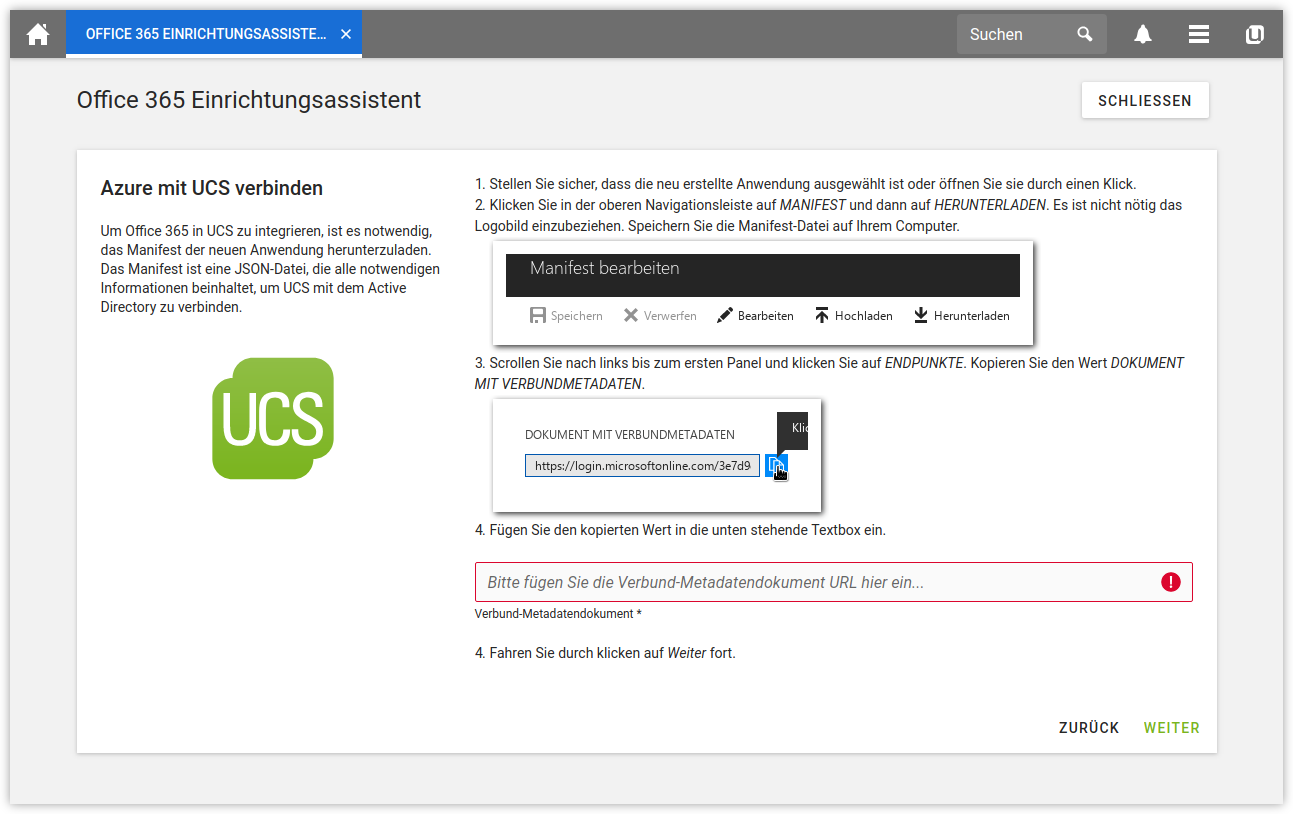 OFFICE 365 EINRICHTUNGSASSISTE...
Suchen
Office 365 Einrichtungsassistent
SCHLIESSEN
Azure mit UCS verbinden
Um Office 365 in UCS zu integrieren, ist es notwendig,
das Manifest der neuen Anwendung herunterzuladen.
Das Manifest ist eine JSON-Datei, die alle notwendigen
Informationen beinhaltet, um UCS mit dem Active
Directory zu verbinden.
UCS
1. Stellen Sie sicher, dass die neu erstellte Anwendung ausgewählt ist oder öffnen Sie sie durch einen Klick.
2. Klicken Sie in der oberen Navigationsleiste auf MANIFEST und dann auf HERUNTERLADEN. Es ist nicht nötig das
Logobild einzubeziehen. Speichern Sie die Manifest-Datei auf Ihrem Computer.
Manifest bearbeiten
Speichern Verwerfen Bearbeiten Hochladen Herunterladen
3. Scrollen Sie nach links bis zum ersten Panel und klicken Sie auf ENDPUNKTE. Kopieren Sie den Wert DOKUMENT
MIT VERBUNDMETADATEN.
Klic
DOKUMENT MIT VERBUNDMETADATEN
https://login.microsoftonline.com/3e7d9
4. Fügen Sie den kopierten Wert in die unten stehende Textbox ein.
Bitte fügen Sie die Verbund-Metadatendokument URL hier ein...
Verbund-Metadatendokument *
4. Fahren Sie durch klicken auf Weiter fort.
ZURÜCK WEITER